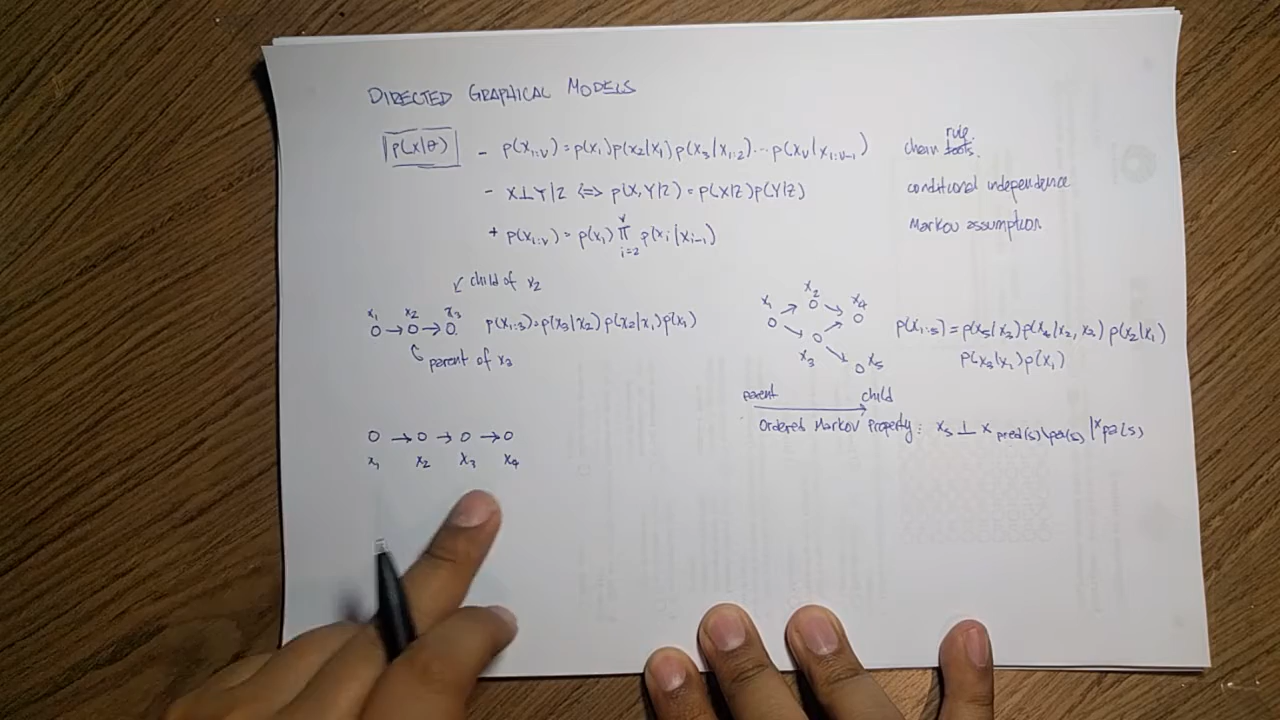 DIRECTED GRAPHICAL MODELS
p(x|θ) - p(x₁:ᵥ) = p(x₁)p(x₂|x₁)p(x₃|x₁:₂)...p(xᵥ|x₁:ᵥ₋₁) chain rule.
- X⊥Y|Z ⇔ p(X,Y|Z) = p(X|Z)p(Y|Z) conditional independence
+ p(x₁:ᵥ) = p(x₁) ∏ᵢ₌₂ᵛ p(xᵢ|xᵢ₋₁) Markov assumption
child of x₂
x₁ x₂ x₃
O→O→O p(x₁:₃)=p(x₃|x₂)p(x₂|x₁)p(x₁)
parent of x₃
x₂
x₁ x₄
x₃ x₅
p(x₁:₅) = p(x₅|x₃)p(x₄|x₂,x₃)p(x₂|x₁)
p(x₃|x₁)p(x₁)
parent child
Ordered Markov Property: xₛ ⊥ x pred(s)\pa(s) | x pa(s)
O→O→O→O
x₁ x₂ x₃ x₄